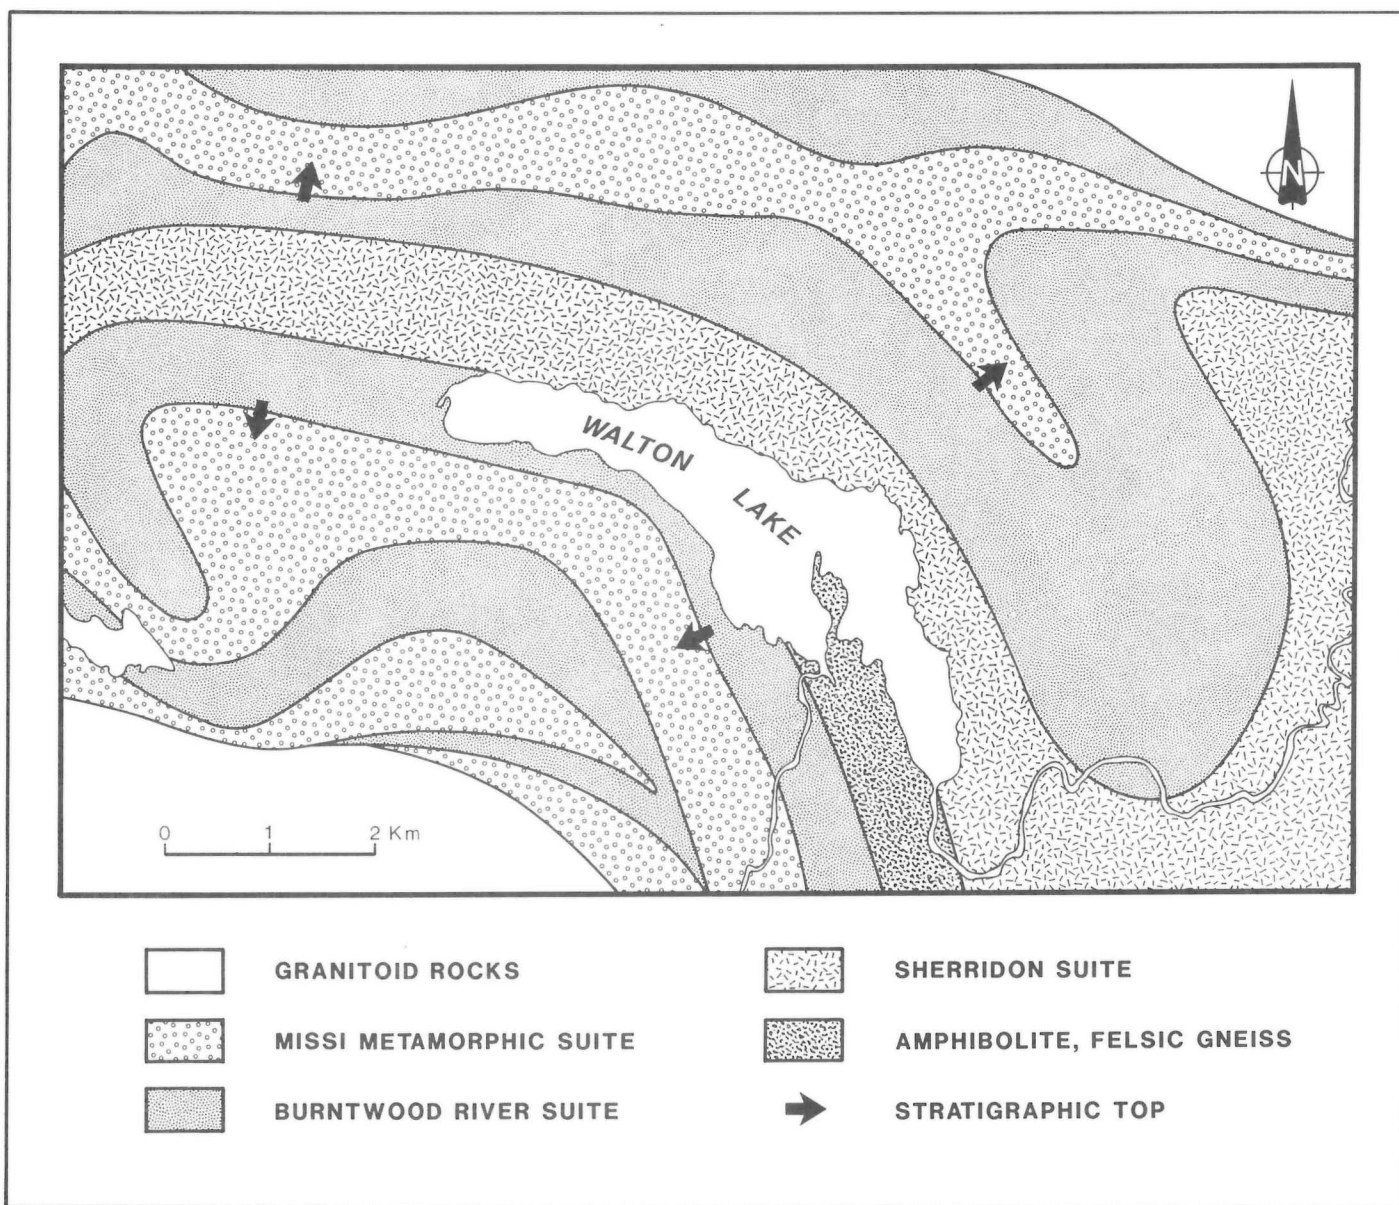 N
WALTON
LAKE
0 1 2 Km
GRANITOID ROCKS
MISSI METAMORPHIC SUITE
BURNTWOOD RIVER SUITE
SHERRIDON SUITE
AMPHIBOLITE, FELSIC GNEISS
STRATIGRAPHIC TOP